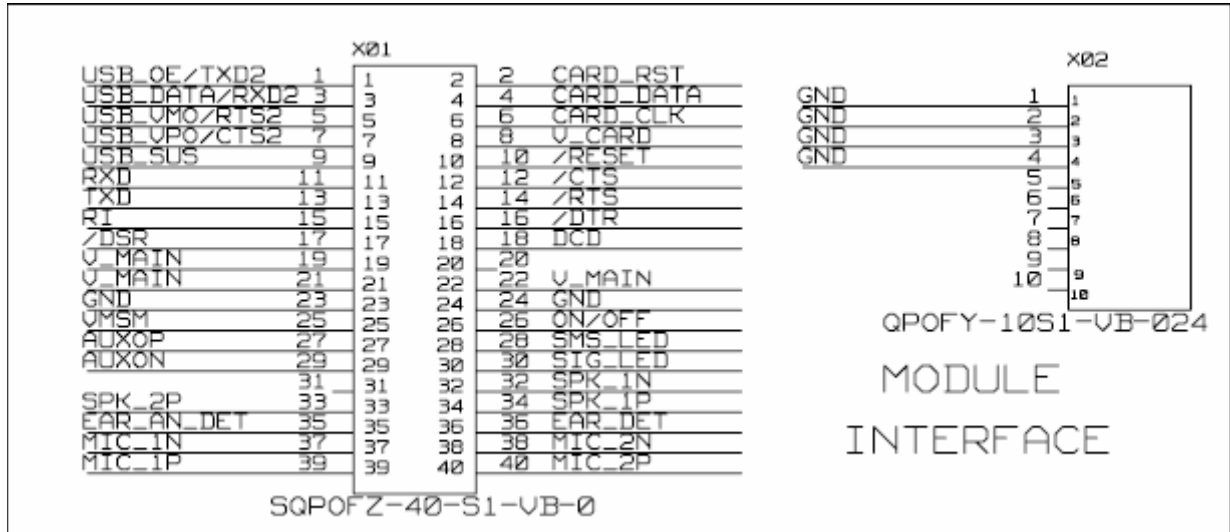 X01
USB_OE/TXD2 1 1 2 2 CARD_RST
USB_DATA/RXD2 3 3 4 4 CARD_DATA
USB_VMO/RTS2 5 5 6 6 CARD_CLK
USB_VPO/CTS2 7 7 8 8 V_CARD
USB_SUS 9 9 10 10 /RESET
RXD 11 11 12 12 /CTS
TXD 13 13 14 14 /RTS
RI 15 15 16 16 /DTR
/DSR 17 17 18 18 DCD
V_MAIN 19 19 20 20
V_MAIN 21 21 22 22 V_MAIN
GND 23 23 24 24 GND
VMSM 25 25 26 26 ON/OFF
AUXOP 27 27 28 28 SMS_LED
AUXON 29 29 30 30 SIG_LED
31 31 32 32 SPK_1N
SPK_2P 33 33 34 34 SPK_1P
EAR_AN_DET 35 35 36 36 EAR_DET
MIC_1N 37 37 38 38 MIC_2N
MIC_1P 39 39 40 40 MIC_2P
SQPOFZ-40-S1-VB-0
X02
GND 1 1
GND 2 2
GND 3 3
GND 4 4
5 5
6 6
7 7
8 8
9 9
10 10
QPOFY-10S1-VB-024
MODULE
INTERFACE